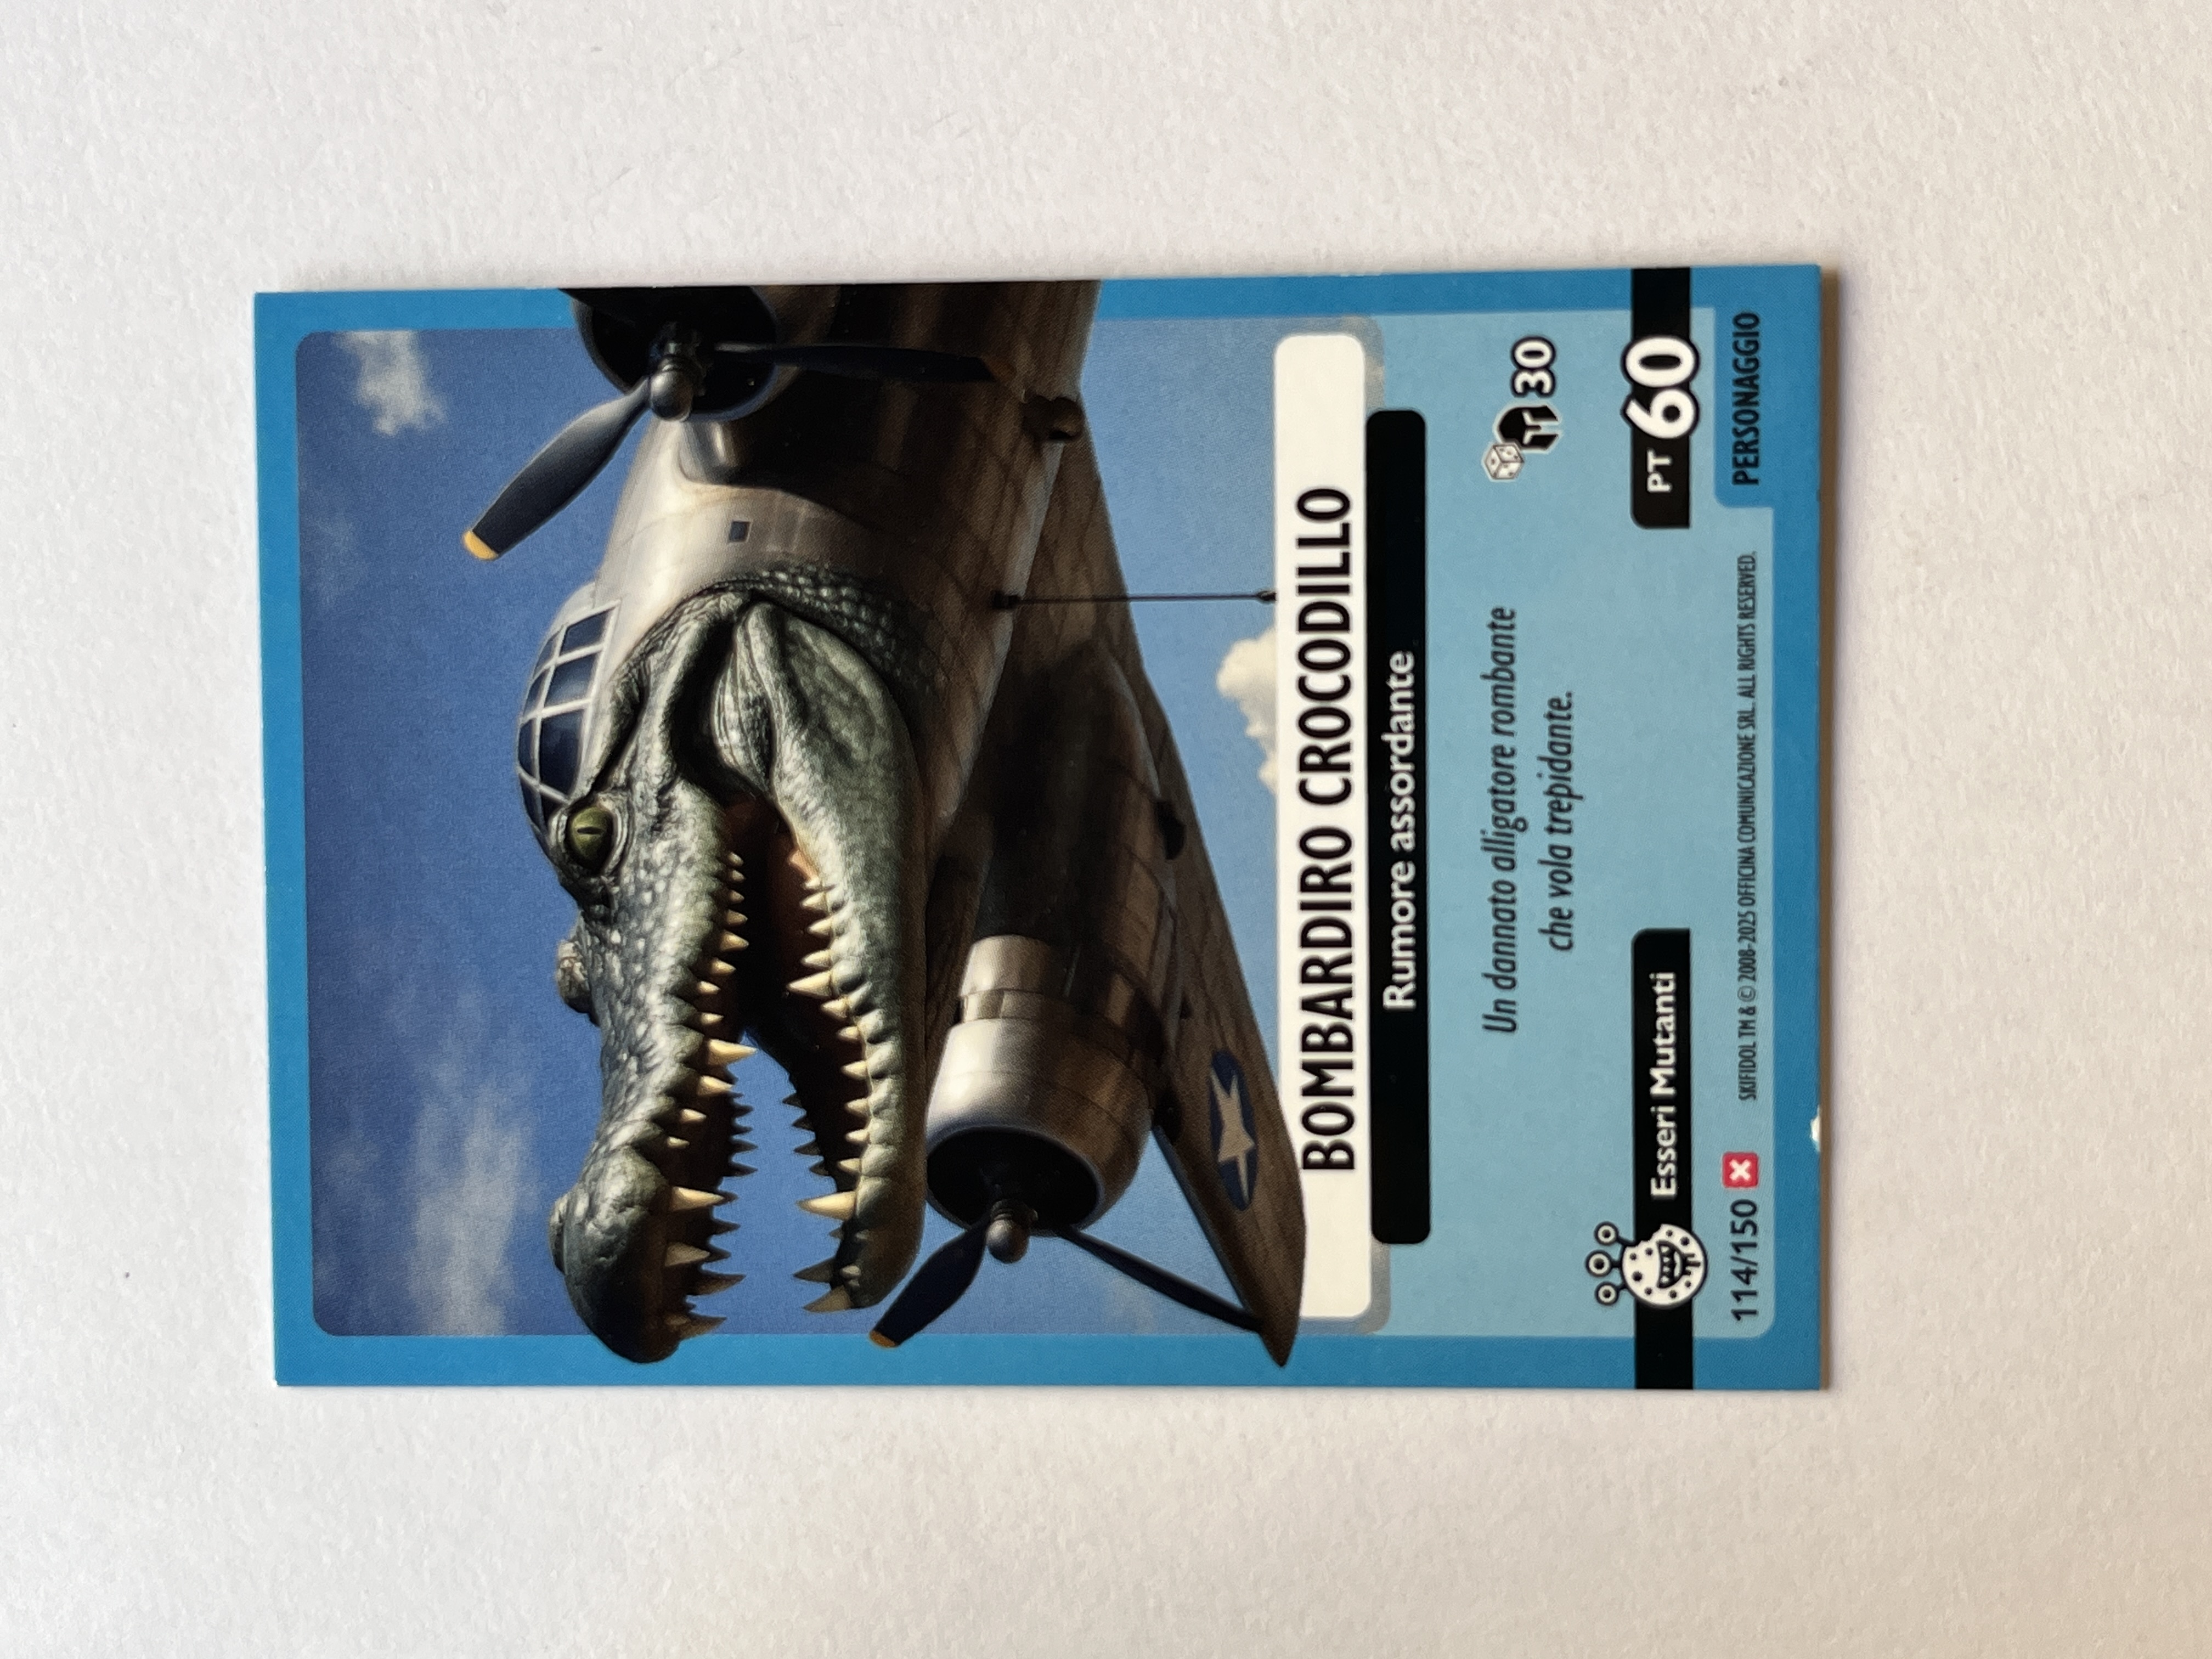 BOMBARDIRO CROCODILLO
Rumore assordante
30
Un dannato alligatore rombante
che vola trepidante.
Esseri Mutanti
PT 60
114/150
SKIFIDOL TM & © 2008-2025 OFFICINA COMUNICAZIONE SRL. ALL RIGHTS RESERVED.
PERSONAGGIO